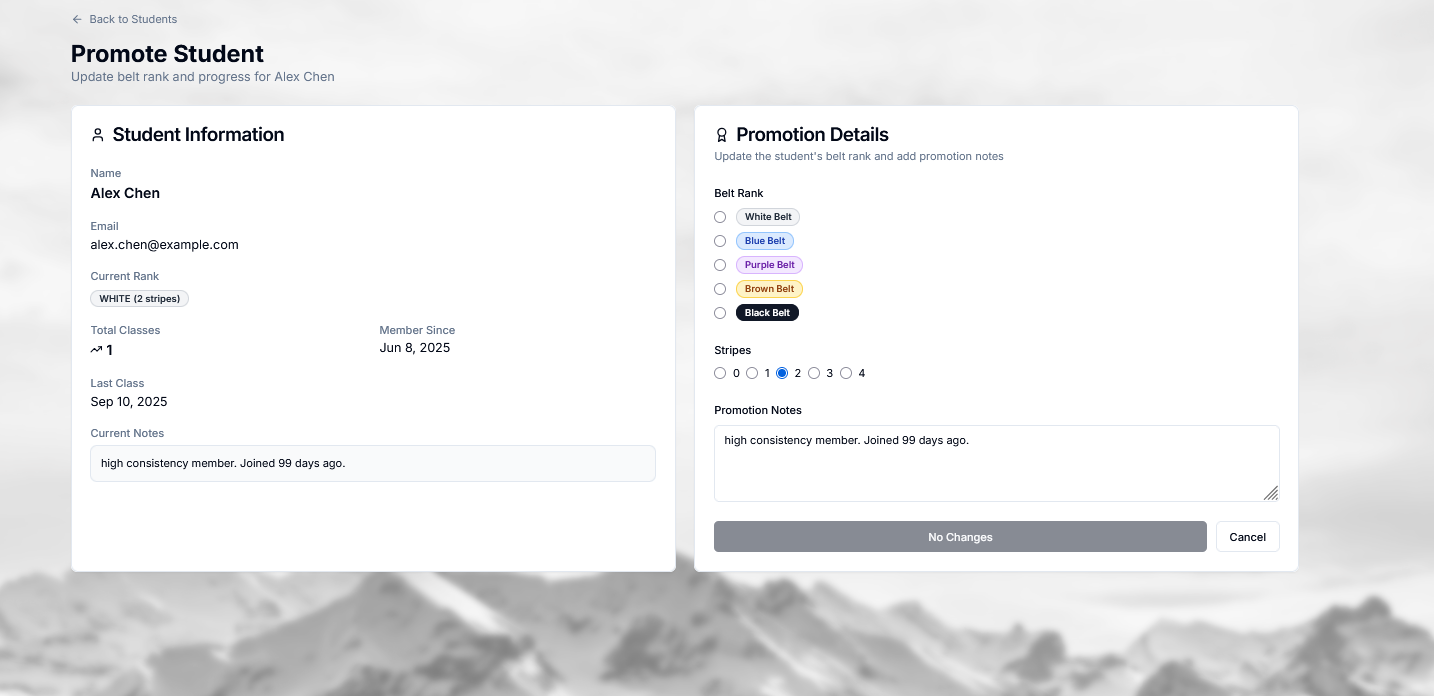 Back to Students
Promote Student
Update belt rank and progress for Alex Chen
Student Information
Name
Alex Chen
Email
alex.chen@example.com
Current Rank
WHITE (2 stripes)
Total Classes
1
Member Since
Jun 8, 2025
Last Class
Sep 10, 2025
Current Notes
high consistency member. Joined 99 days ago.
Promotion Details
Update the student's belt rank and add promotion notes
Belt Rank
White Belt
Blue Belt
Purple Belt
Brown Belt
Black Belt
Stripes
0 1 2 3 4
Promotion Notes
high consistency member. Joined 99 days ago.
No Changes
Cancel